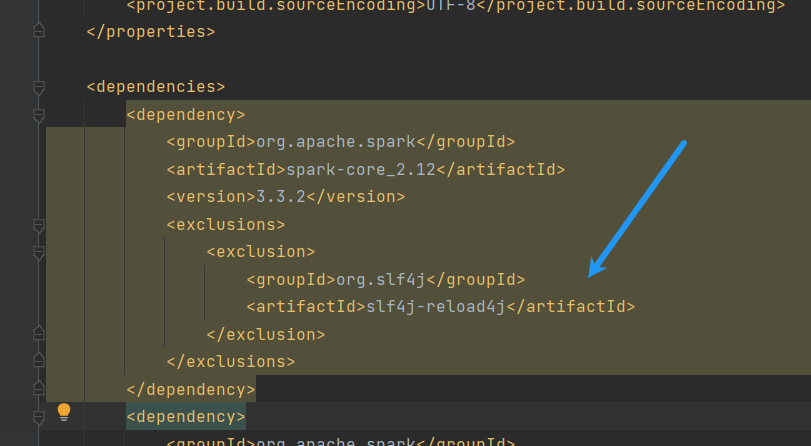 <project.build.sourceEncoding>UTF-8</project.build.sourceEncoding>
</properties>
<dependencies>
<dependency>
<groupId>org.apache.spark</groupId>
<artifactId>spark-core_2.12</artifactId>
<version>3.3.2</version>
<exclusions>
<exclusion>
<groupId>org.slf4j</groupId>
<artifactId>slf4j-reload4j</artifactId>
</exclusion>
</exclusions>
</dependency>
<dependency>
<groupId>org.apache.spark</groupId>